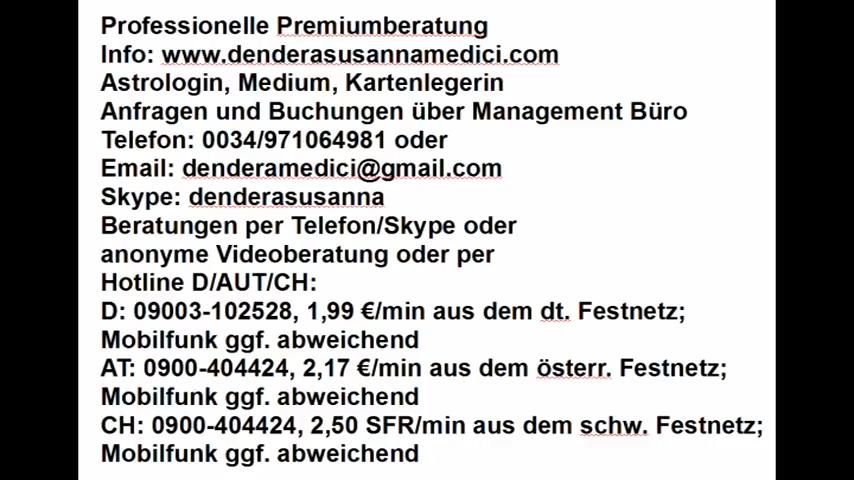 Professionelle Premiumberatung
Info: www.denderasusannamedici.com
Astrologin, Medium, Kartenlegerin
Anfragen und Buchungen über Management Büro
Telefon: 0034/971064981 oder
Email: denderamedici@gmail.com
Skype: denderasusanna
Beratungen per Telefon/Skype oder
anonyme Videoberatung oder per
Hotline D/AUT/CH:
D: 09003-102528, 1,99 €/min aus dem dt. Festnetz;
Mobilfunk ggf. abweichend
AT: 0900-404424, 2,17 €/min aus dem österr. Festnetz;
Mobilfunk ggf. abweichend
CH: 0900-404424, 2,50 SFR/min aus dem schw. Festnetz;
Mobilfunk ggf. abweichend